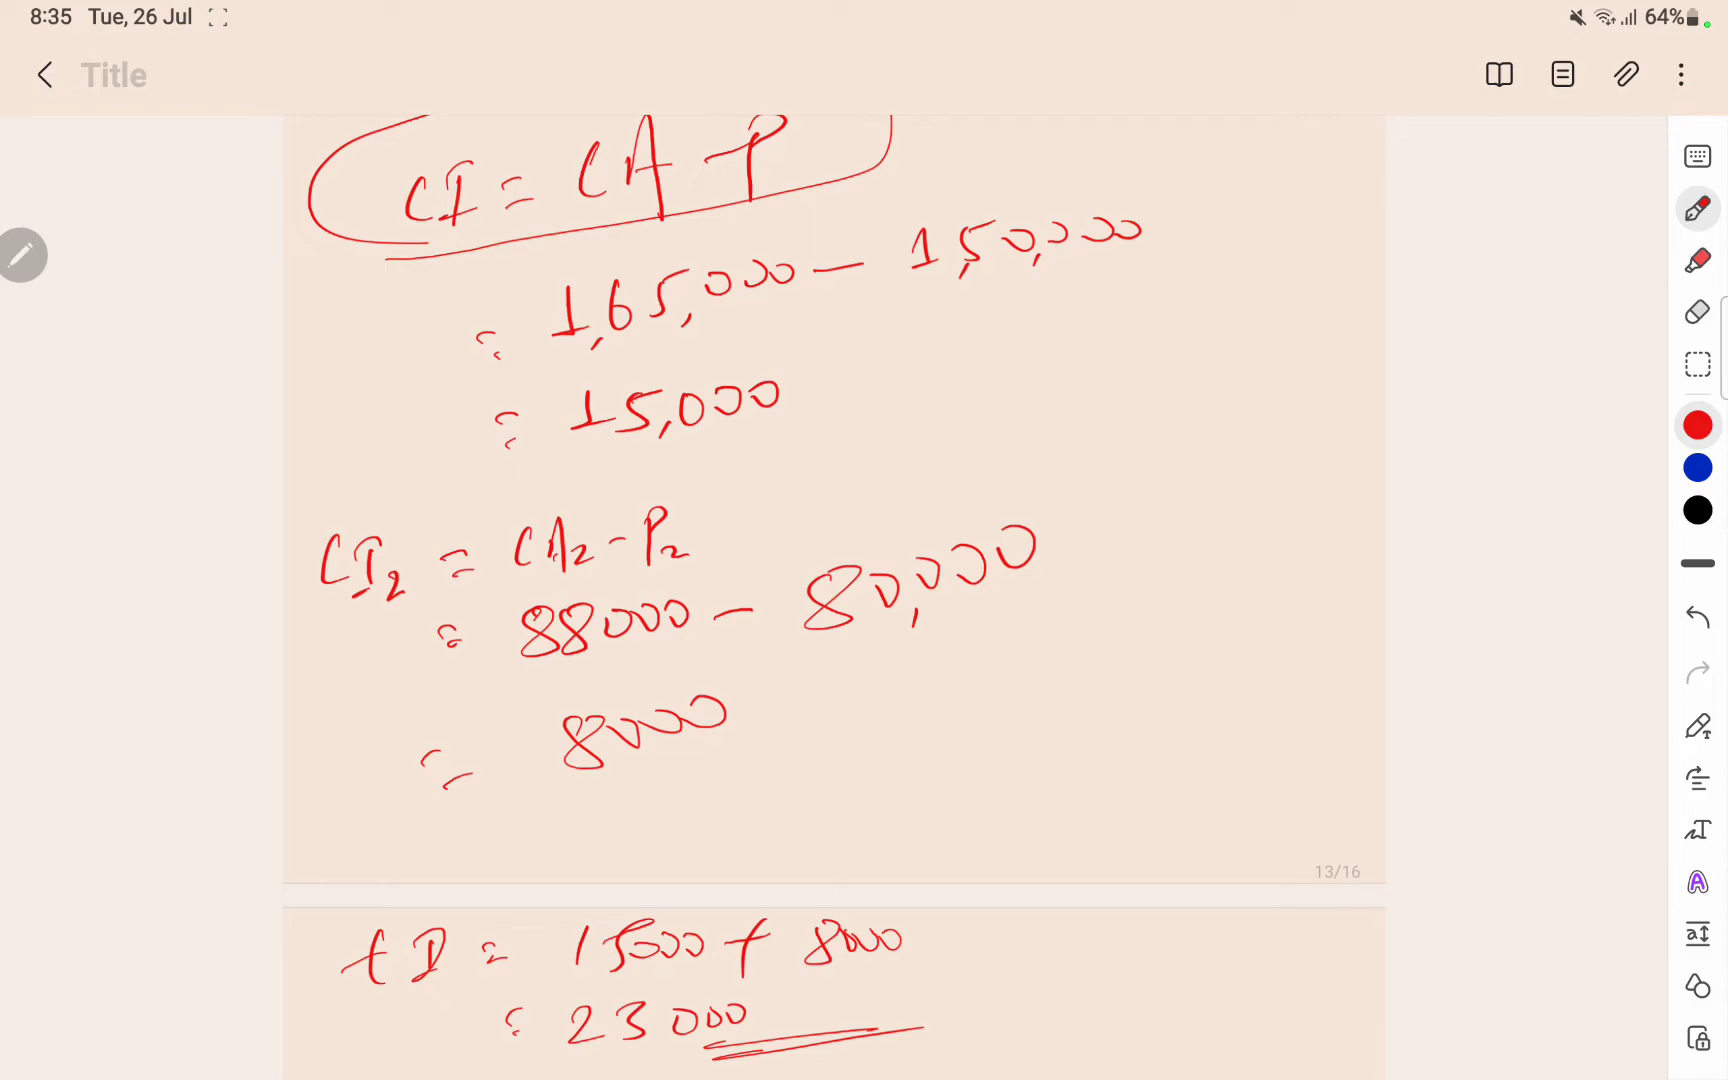 8:35 Tue, 26 Jul
64%
Title
CI = CA - P
= 1,65,000 - 1,50,000
= 15,000
CI₂ = CA₂ - P₂
= 88000 - 80,000
= 8000
13/16
t I = 15000 + 8000
= 23000